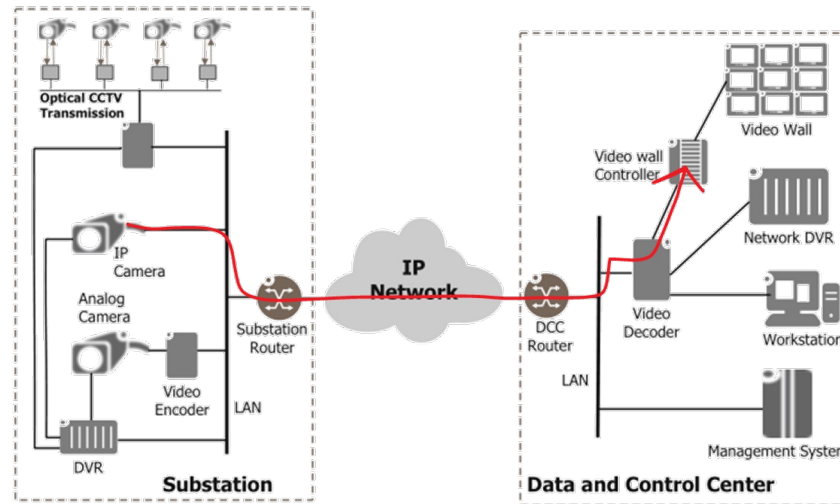 Optical CCTV
Transmission
IP
Camera
Analog
Camera
Video
Encoder
DVR
LAN
Substation
Router
Substation
IP
Network
DCC
Router
LAN
Video wall
Controller
Video Wall
Network DVR
Video
Decoder
Workstation
Management System
Data and Control Center